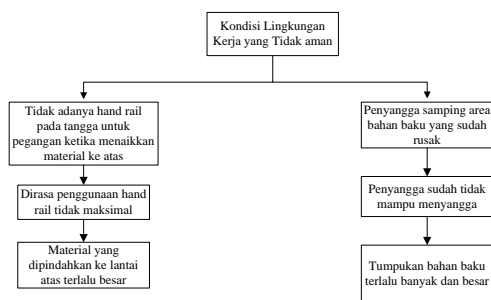 Kondisi Lingkungan
Kerja yang Tidak aman
Tidak adanya hand rail
pada tangga untuk
pegangan ketika menaikkan
material ke atas
Dirasa penggunaan hand
rail tidak maksimal
Material yang
dipindahkan ke lantai
atas terlalu besar
Penyangga samping area
bahan baku yang sudah
rusak
Penyangga sudah tidak
mampu menyangga
Tumpukan bahan baku
terlalu banyak dan besar